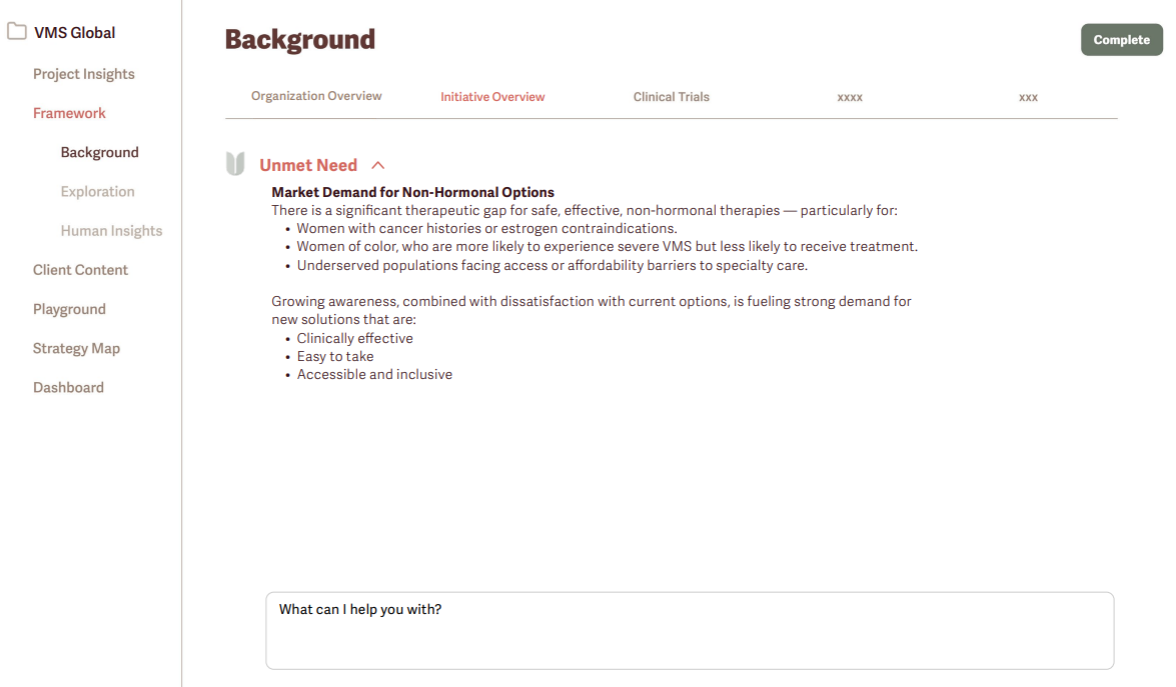 VMS Global
Project Insights
Framework
Background
Exploration
Human Insights
Client Content
Playground
Strategy Map
Dashboard
Background
Complete
Organization Overview
Initiative Overview
Clinical Trials
xxxx
xxx
Unmet Need
Market Demand for Non-Hormonal Options
There is a significant therapeutic gap for safe, effective, non-hormonal therapies — particularly for:
• Women with cancer histories or estrogen contraindications.
• Women of color, who are more likely to experience severe VMS but less likely to receive treatment.
• Underserved populations facing access or affordability barriers to specialty care.
Growing awareness, combined with dissatisfaction with current options, is fueling strong demand for
new solutions that are:
• Clinically effective
• Easy to take
• Accessible and inclusive
What can I help you with?